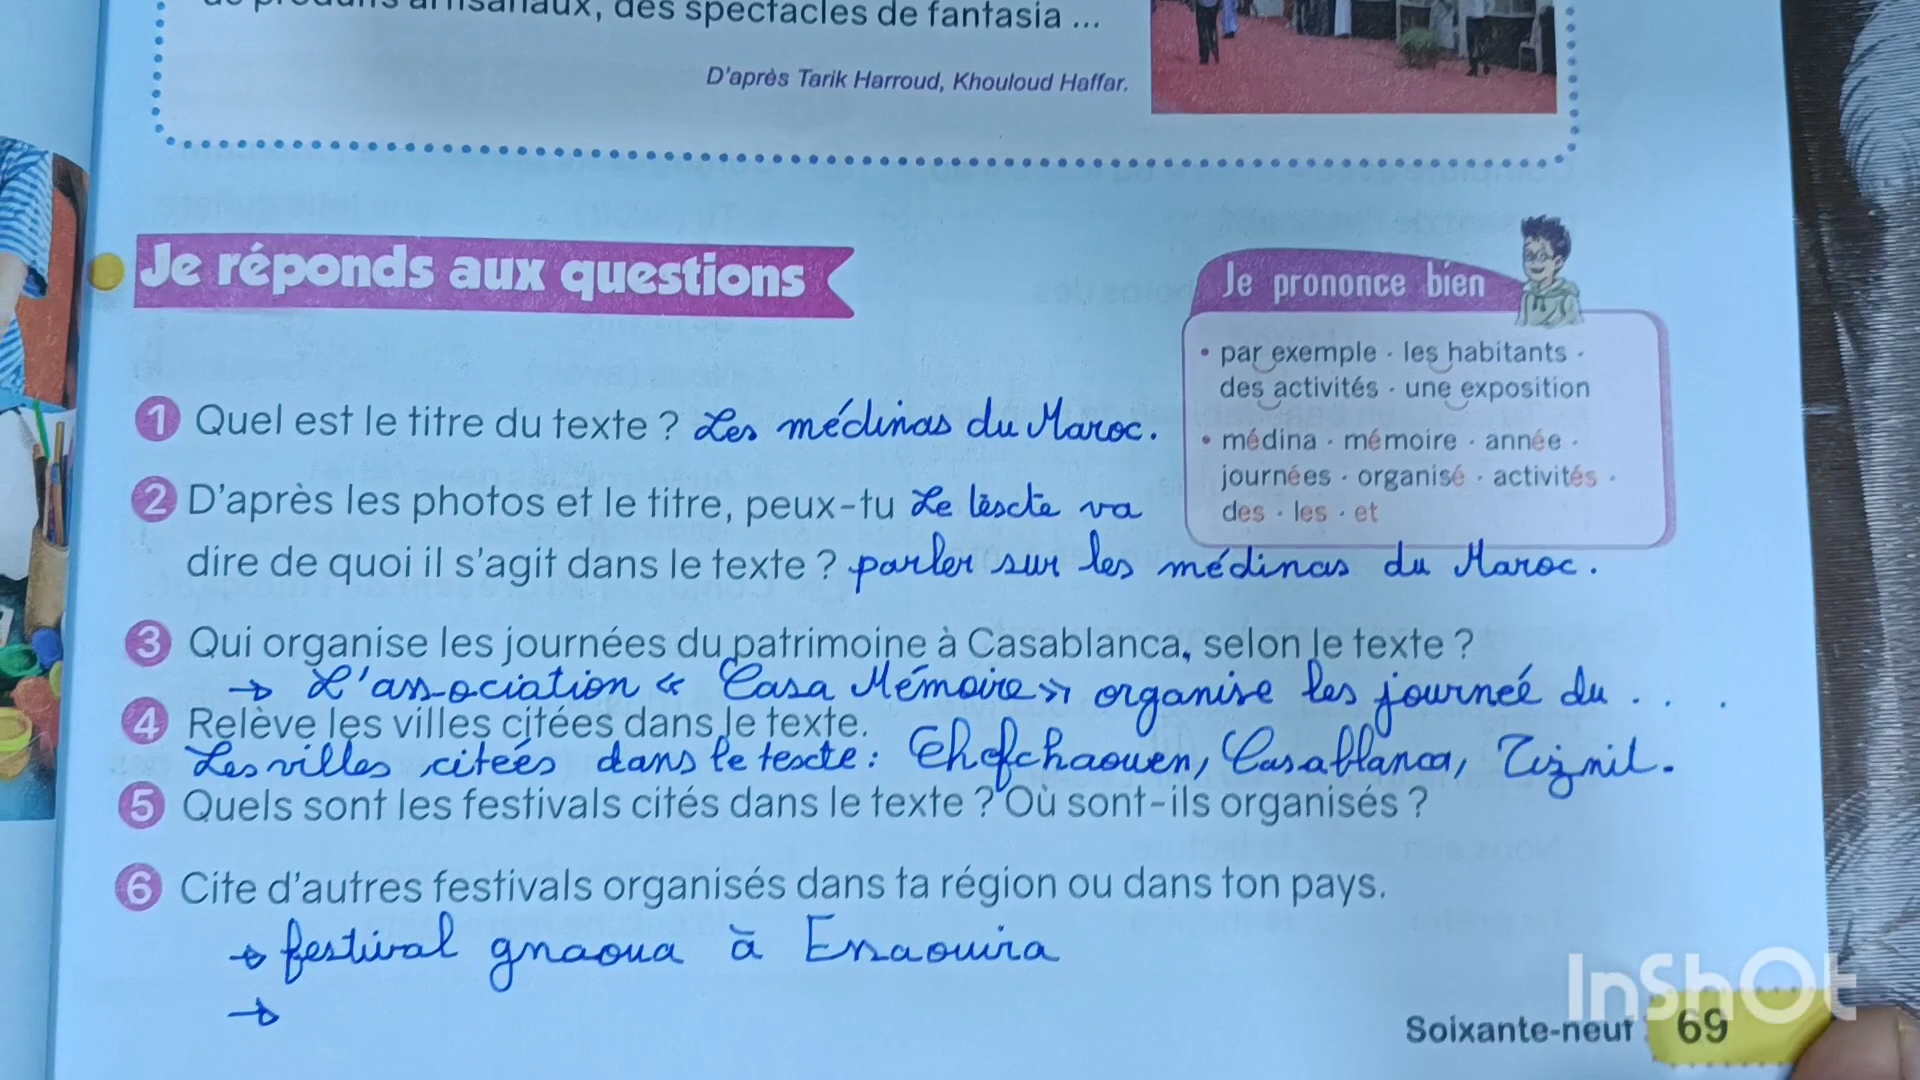 de produits artisanaux, des spectacles de fantasia ...
D'après Tarik Harroud, Khouloud Haffar.
Je réponds aux questions
Je prononce bien
• par exemple · les habitants ·
des activités · une exposition
• médina · mémoire · année ·
journées · organisé · activités ·
des · les · et
1 Quel est le titre du texte ? Les médinas du Maroc.
2 D'après les photos et le titre, peux-tu Le texte va
dire de quoi il s'agit dans le texte ? parler sur les médinas du Maroc.
3 Qui organise les journées du patrimoine à Casablanca, selon le texte ?
→ L'association « Casa Mémoire » organise les journeé du . . .
4 Relève les villes citées dans le texte.
Les villes citeés dans le texte : Chefchaouen, Casablanca, Tiznit.
5 Quels sont les festivals cités dans le texte ? Où sont-ils organisés ?
6 Cite d'autres festivals organisés dans ta région ou dans ton pays.
→ festival gnaoua à Essaouira
→
Soixante-neuf 69
InShOt